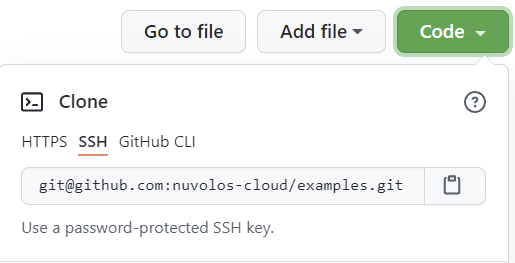 Go to file Add file Code
Clone
HTTPS SSH GitHub CLI
git@github.com:nuvolos-cloud/examples.git
Use a password-protected SSH key.